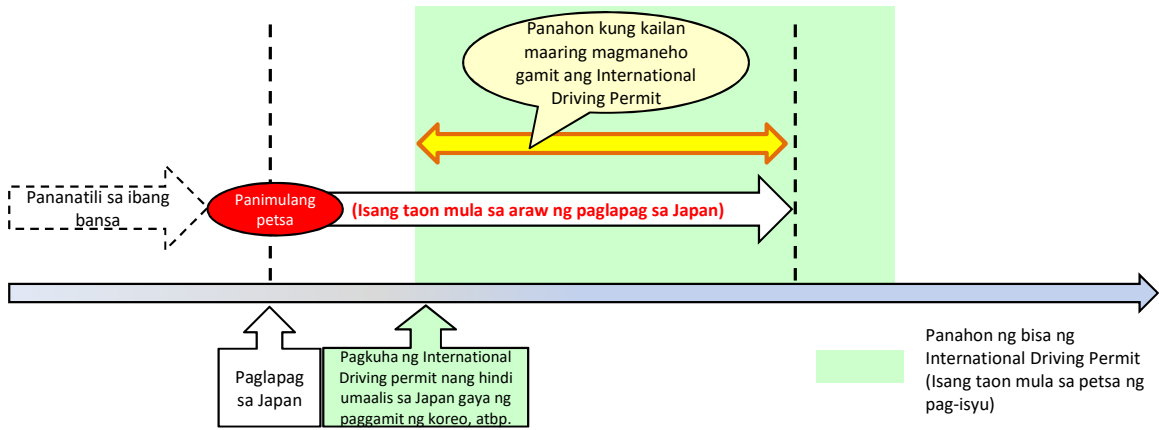 Panahon kung kailan
maaring magmaneho
gamit ang International
Driving Permit
Pananatili sa ibang
bansa
Panimulang
petsa
(Isang taon mula sa araw ng paglapag sa Japan)
Paglapag
sa Japan
Pagkuha ng International
Driving permit nang hindi
umaalis sa Japan gaya ng
paggamit ng koreo, atbp.
Panahon ng bisa ng
International Driving Permit
(Isang taon mula sa petsa ng
pag-isyu)